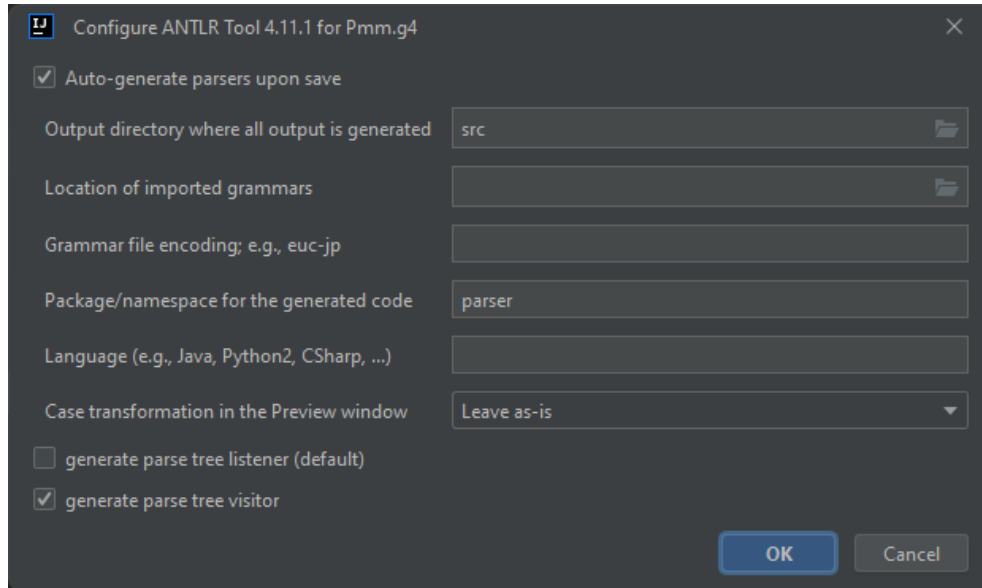 IJ
Configure ANTLR Tool 4.11.1 for Pmm.g4
Auto-generate parsers upon save
Output directory where all output is generated src
Location of imported grammars
Grammar file encoding; e.g., euc-jp
Package/namespace for the generated code parser
Language (e.g., Java, Python2, CSharp, ...)
Case transformation in the Preview window Leave as-is
generate parse tree listener (default)
generate parse tree visitor
OK Cancel